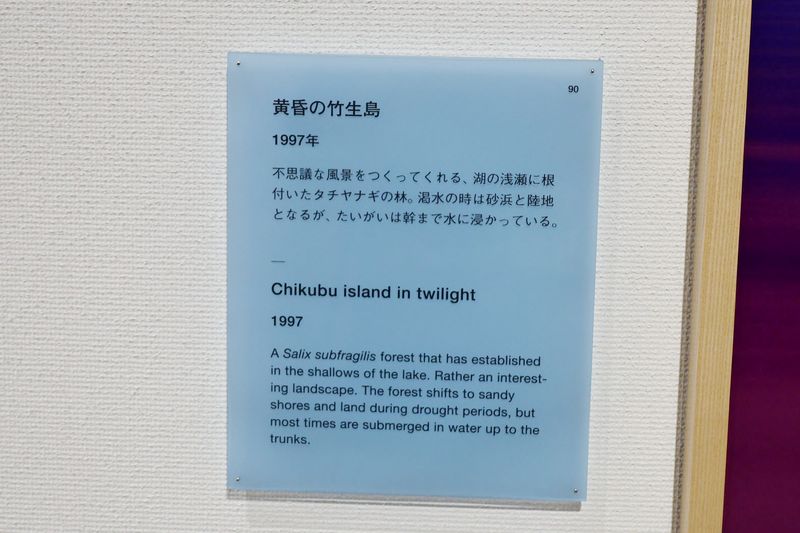 90
黄昏の竹生島
1997年
不思議な風景をつくってくれる、湖の浅瀬に根
付いたタチヤナギの林。渇水の時は砂浜と陸地
となるが、たいがいは幹まで水に浸かっている。
—
Chikubu island in twilight
1997
A Salix subfragilis forest that has established
in the shallows of the lake. Rather an interest-
ing landscape. The forest shifts to sandy
shores and land during drought periods, but
most times are submerged in water up to the
trunks.